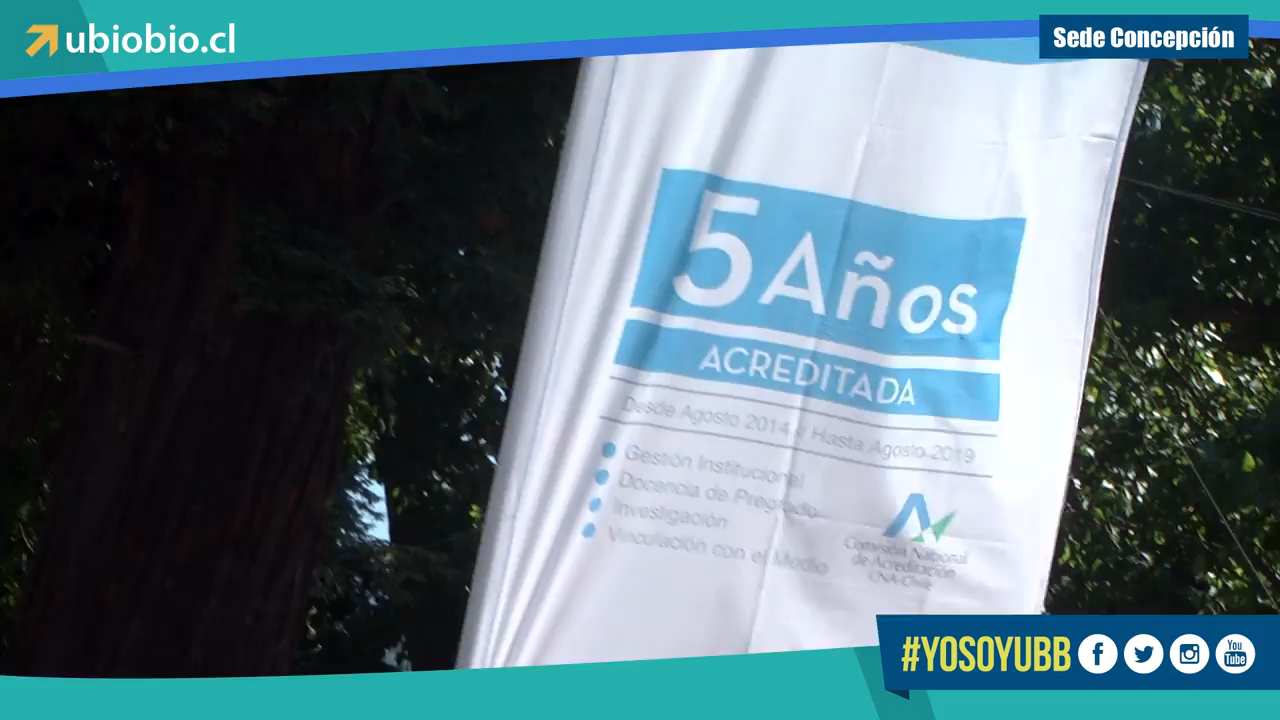 ubiobio.cl
Sede Concepción
5 Años
ACREDITADA
Desde Agosto 2014 / Hasta Agosto 2019
Gestión Institucional
Docencia de Pregrado
Investigación
Vinculación con el Medio
Comisión Nacional
de Acreditación
CNA-Chile
#YOSOYUBB
You
Tube